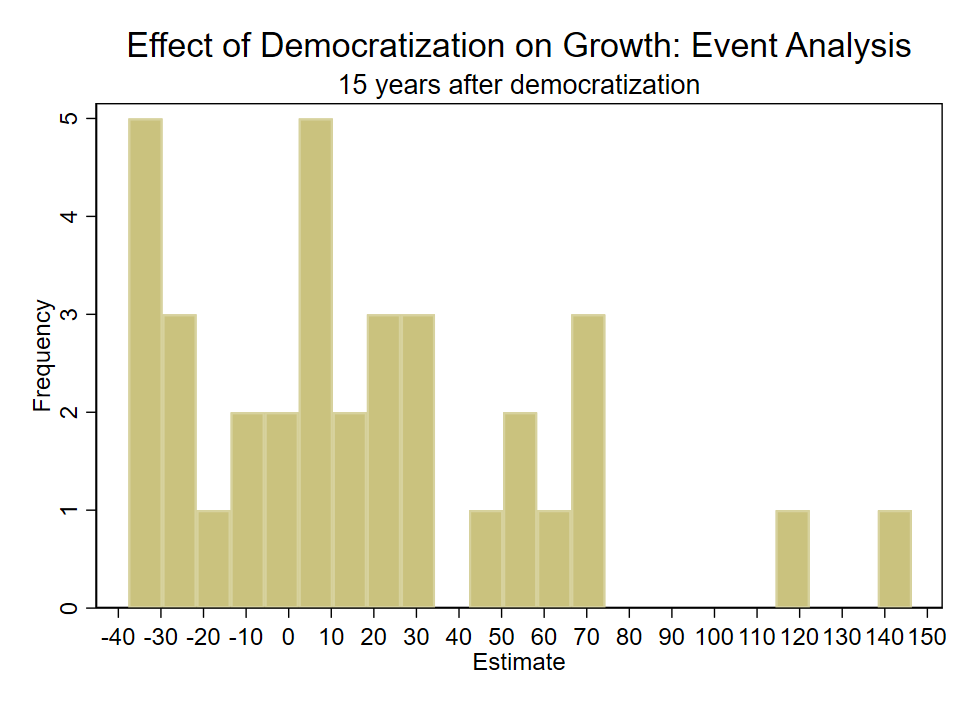 Effect of Democratization on Growth: Event Analysis
15 years after democratization
Frequency
5
4
3
2
1
0
-40 -30 -20 -10 0 10 20 30 40 50 60 70 80 90 100 110 120 130 140 150
Estimate